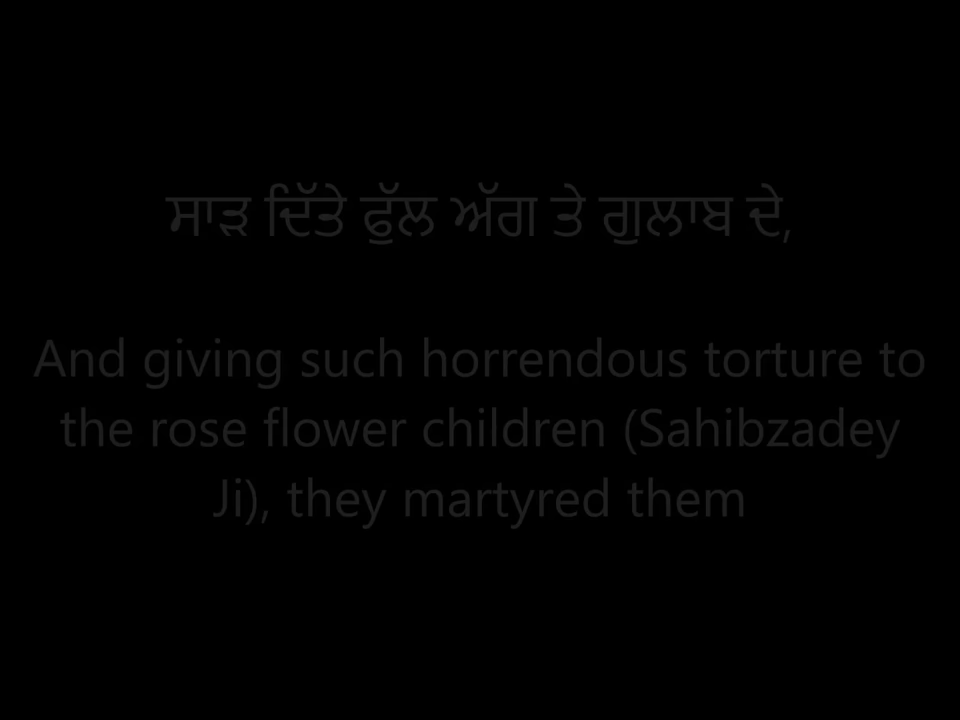 ਸਾੜ ਦਿੱਤੇ ਫੁੱਲ ਅੱਗ ਤੇ ਗੁਲਾਬ ਦੇ,
And giving such horrendous torture to
the rose flower children (Sahibzadey
Ji), they martyred them